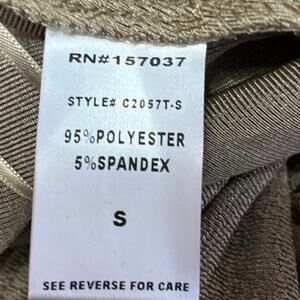 RN#157037
STYLE# C2057T-S
95%POLYESTER
5%SPANDEX
S
SEE REVERSE FOR CARE